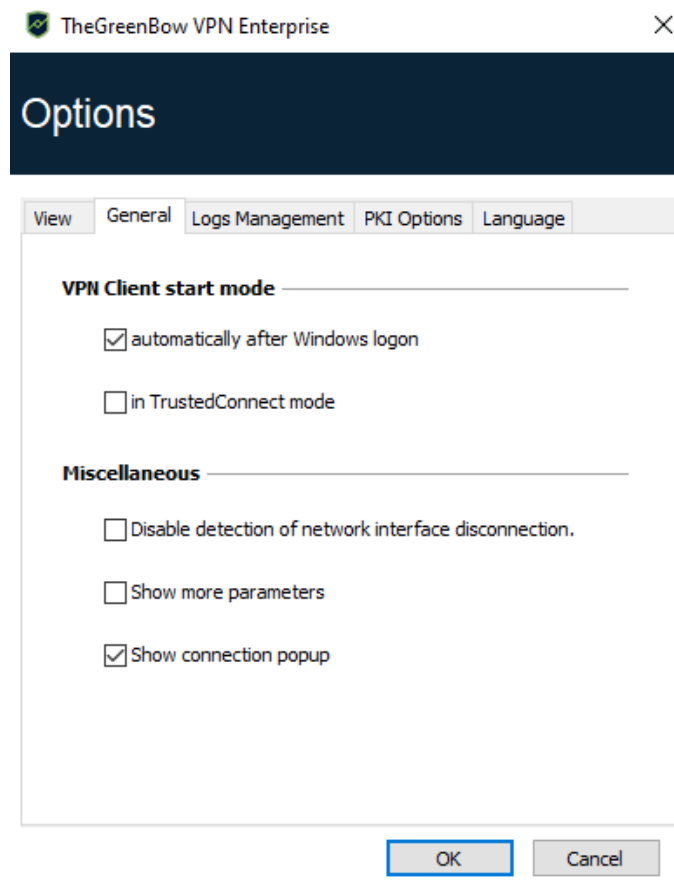 TheGreenBow VPN Enterprise
Options
View General Logs Management PKI Options Language
VPN Client start mode
automatically after Windows logon
in TrustedConnect mode
Miscellaneous
Disable detection of network interface disconnection.
Show more parameters
Show connection popup
OK Cancel